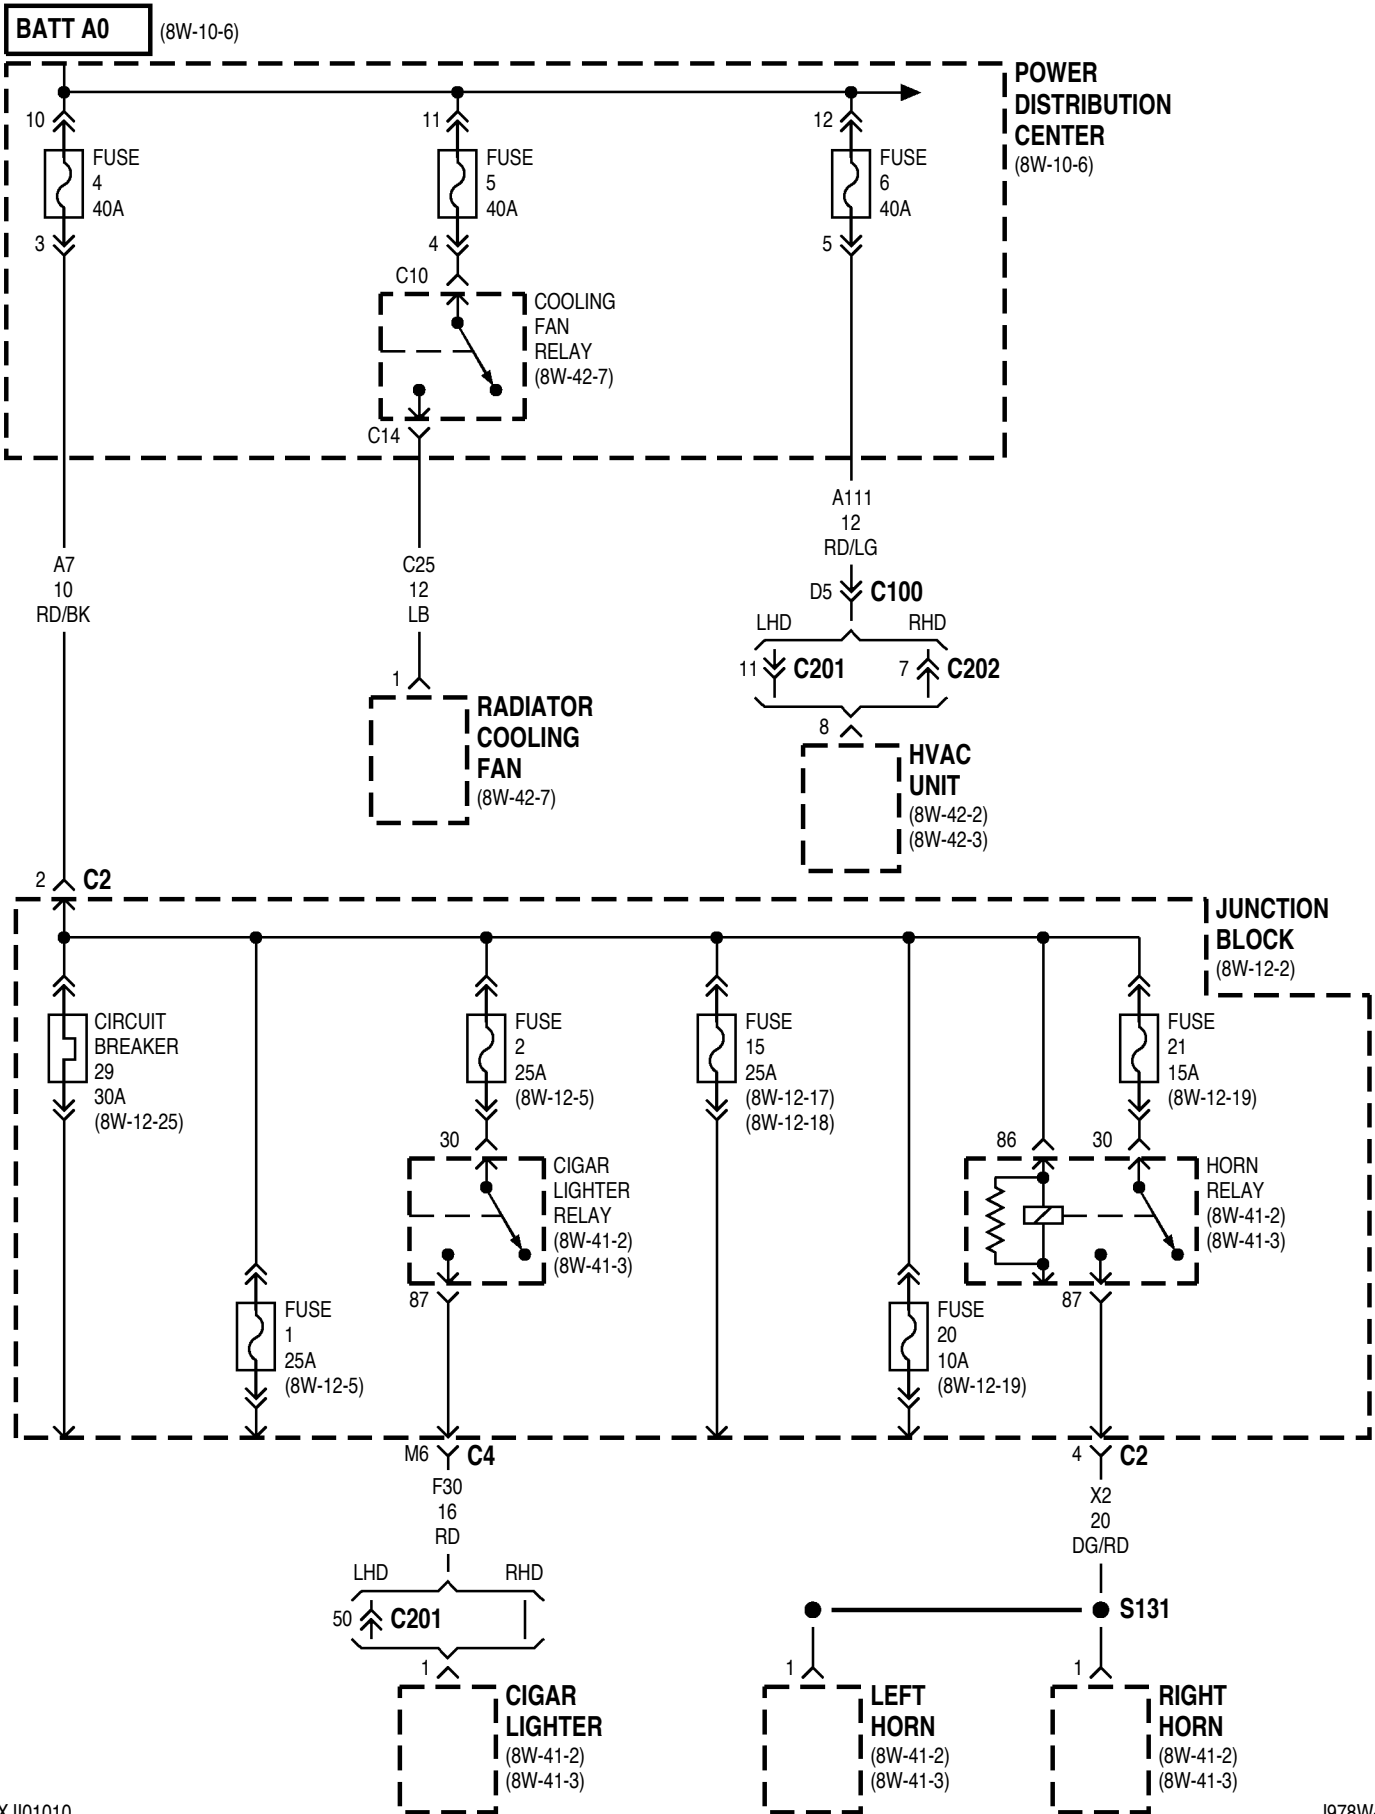 BATT A0 (8W-10-6)
POWER
DISTRIBUTION
CENTER
(8W-10-6)
10
FUSE
4
40A
3
11
FUSE
5
40A
4
12
FUSE
6
40A
5
C10
COOLING
FAN
RELAY
(8W-42-7)
C14
A7
10
RD/BK
C25
12
LB
A111
12
RD/LG
D5 C100
LHD RHD
11 C201 7 C202
1
RADIATOR
COOLING
FAN
(8W-42-7)
8
HVAC
UNIT
(8W-42-2)
(8W-42-3)
2 C2
JUNCTION
BLOCK
(8W-12-2)
CIRCUIT
BREAKER
29
30A
(8W-12-25)
FUSE
2
25A
(8W-12-5)
FUSE
15
25A
(8W-12-17)
(8W-12-18)
FUSE
21
15A
(8W-12-19)
30
CIGAR
LIGHTER
RELAY
(8W-41-2)
(8W-41-3)
87
86 30
HORN
RELAY
(8W-41-2)
(8W-41-3)
87
FUSE
1
25A
(8W-12-5)
FUSE
20
10A
(8W-12-19)
M6 C4
F30
16
RD
4 C2
X2
20
DG/RD
LHD RHD
50 C201
S131
1
CIGAR
LIGHTER
(8W-41-2)
(8W-41-3)
1
LEFT
HORN
(8W-41-2)
(8W-41-3)
1
RIGHT
HORN
(8W-41-2)
(8W-41-3)